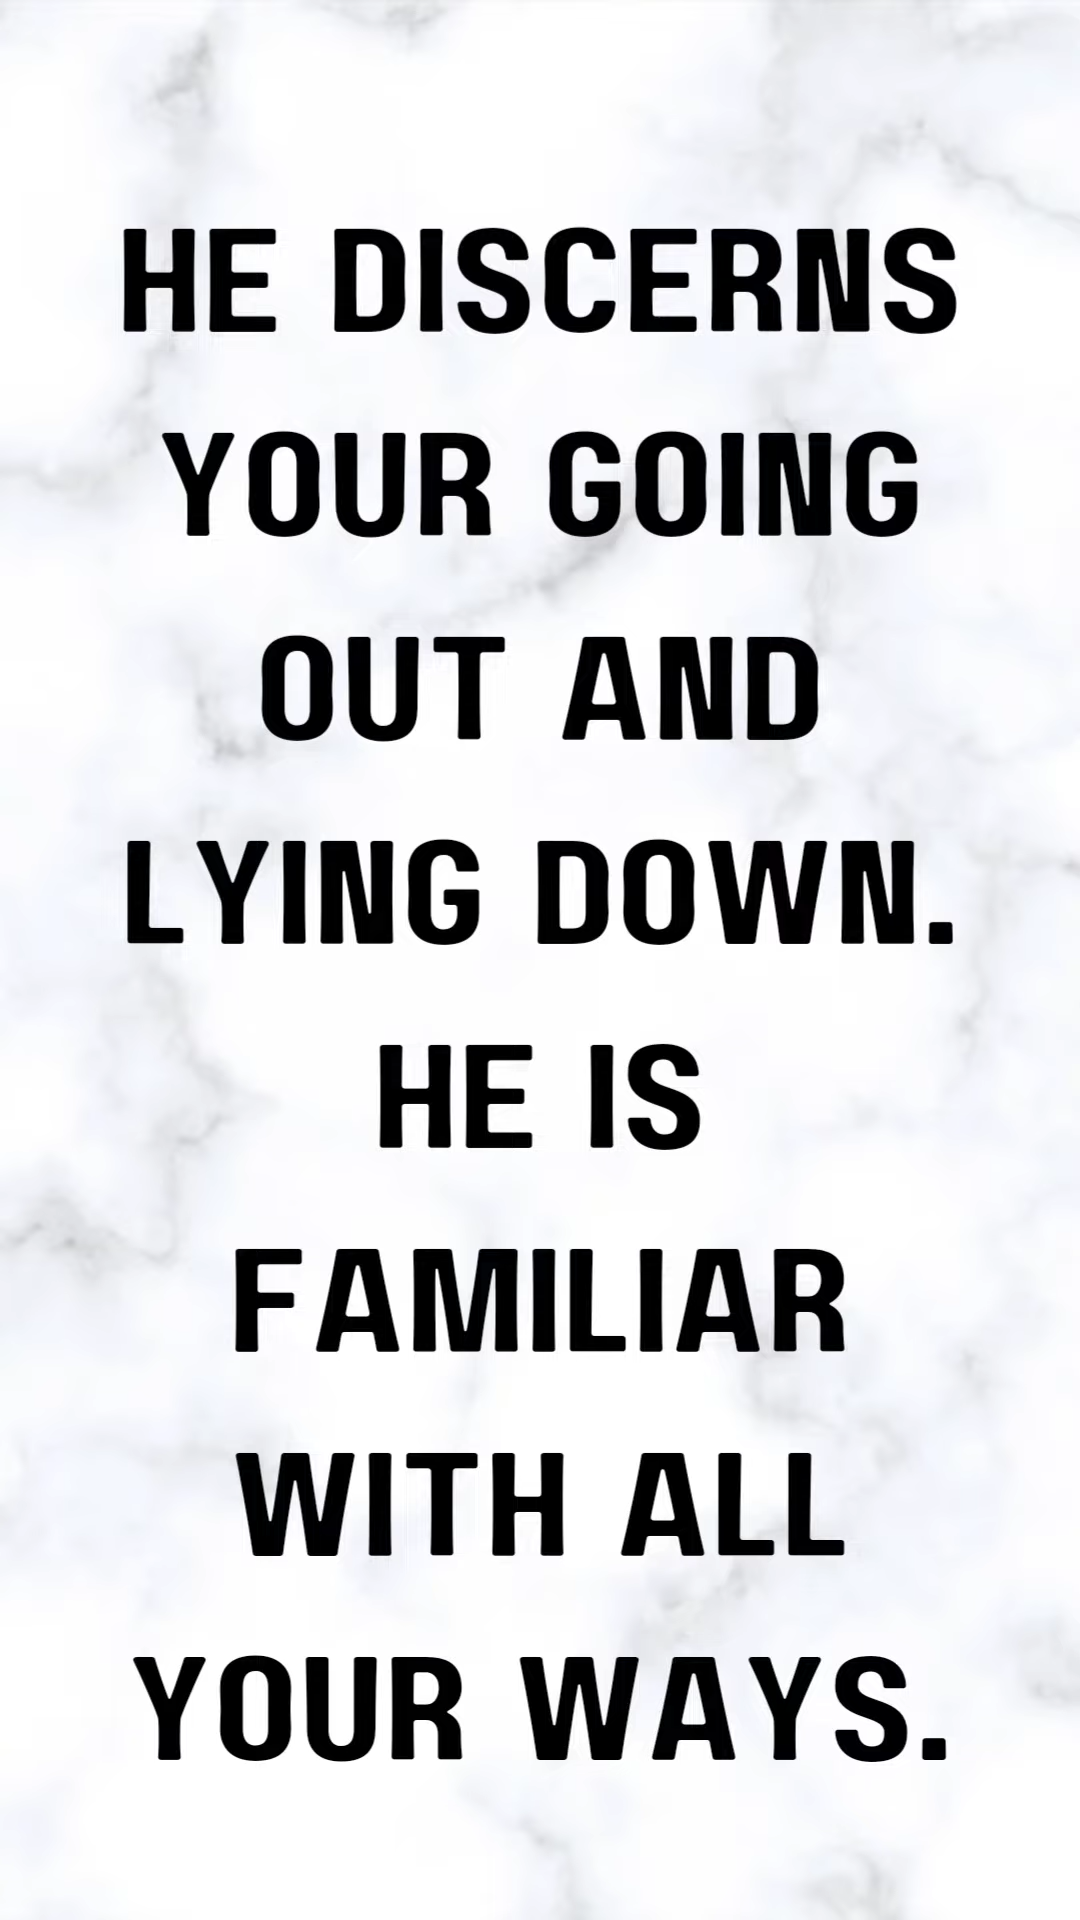 HE DISCERNS
YOUR GOING
OUT AND
LYING DOWN.
HE IS
FAMILIAR
WITH ALL
YOUR WAYS.